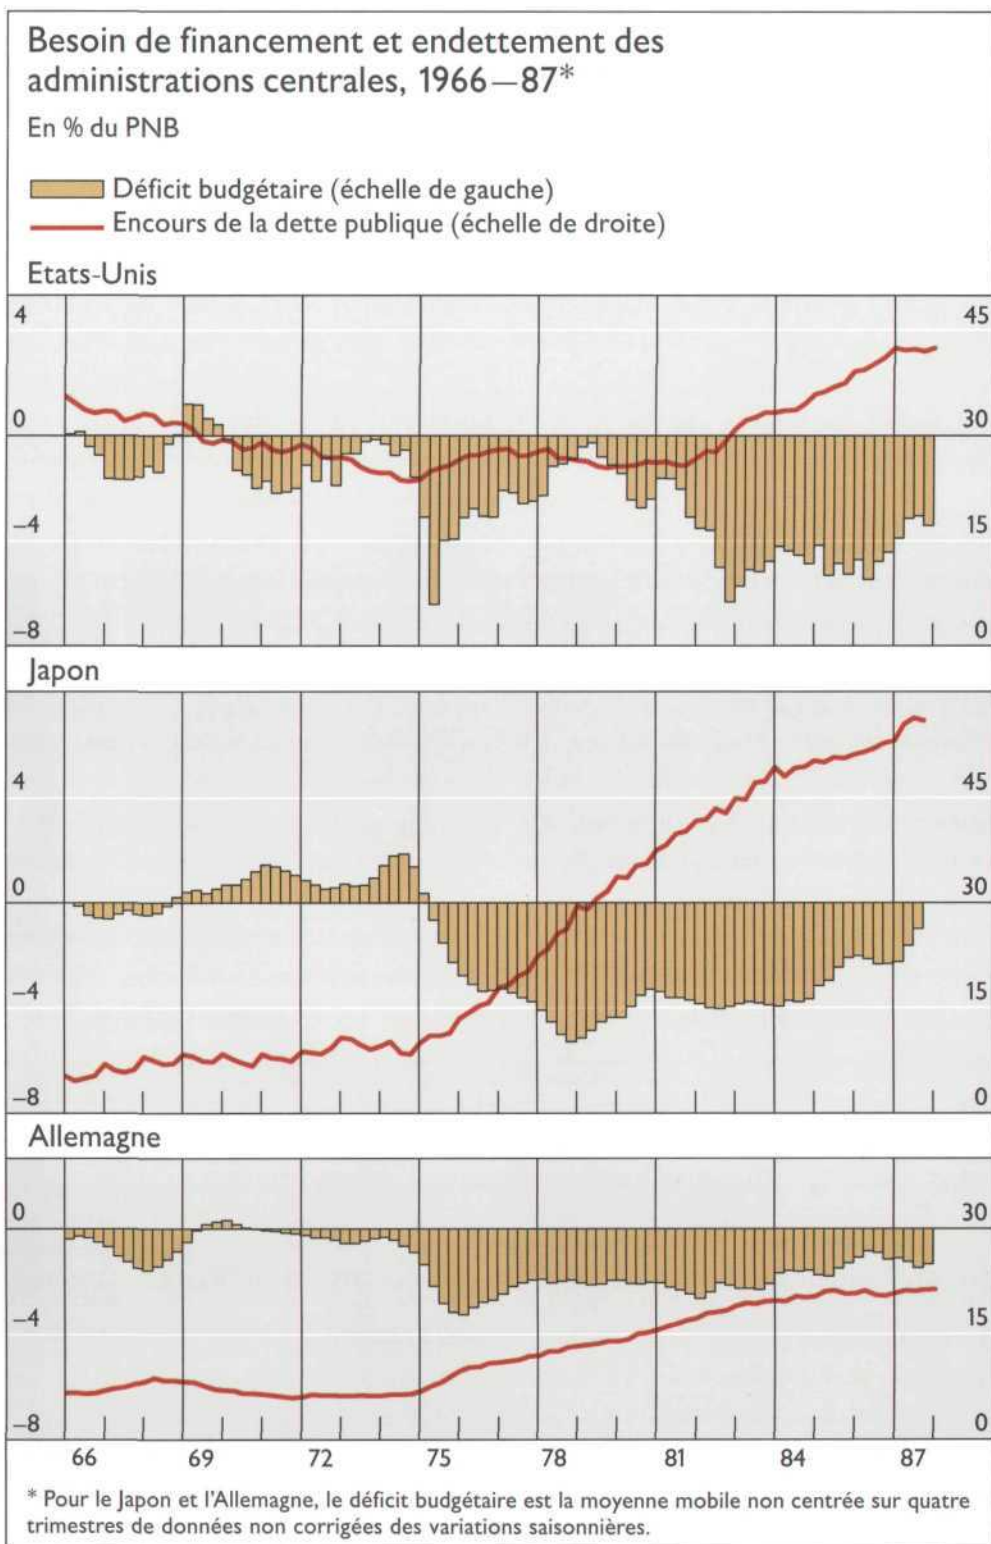 Besoin de financement et endettement des
administrations centrales, 1966–87*
En % du PNB
Déficit budgétaire (échelle de gauche)
Encours de la dette publique (échelle de droite)
Etats-Unis
4 45
0 30
–4 15
–8 0
Japon
4 45
0 30
–4 15
–8 0
Allemagne
0 30
–4 15
–8 0
66 69 72 75 78 81 84 87
* Pour le Japon et l'Allemagne, le déficit budgétaire est la moyenne mobile non centrée sur quatre
trimestres de données non corrigées des variations saisonnières.